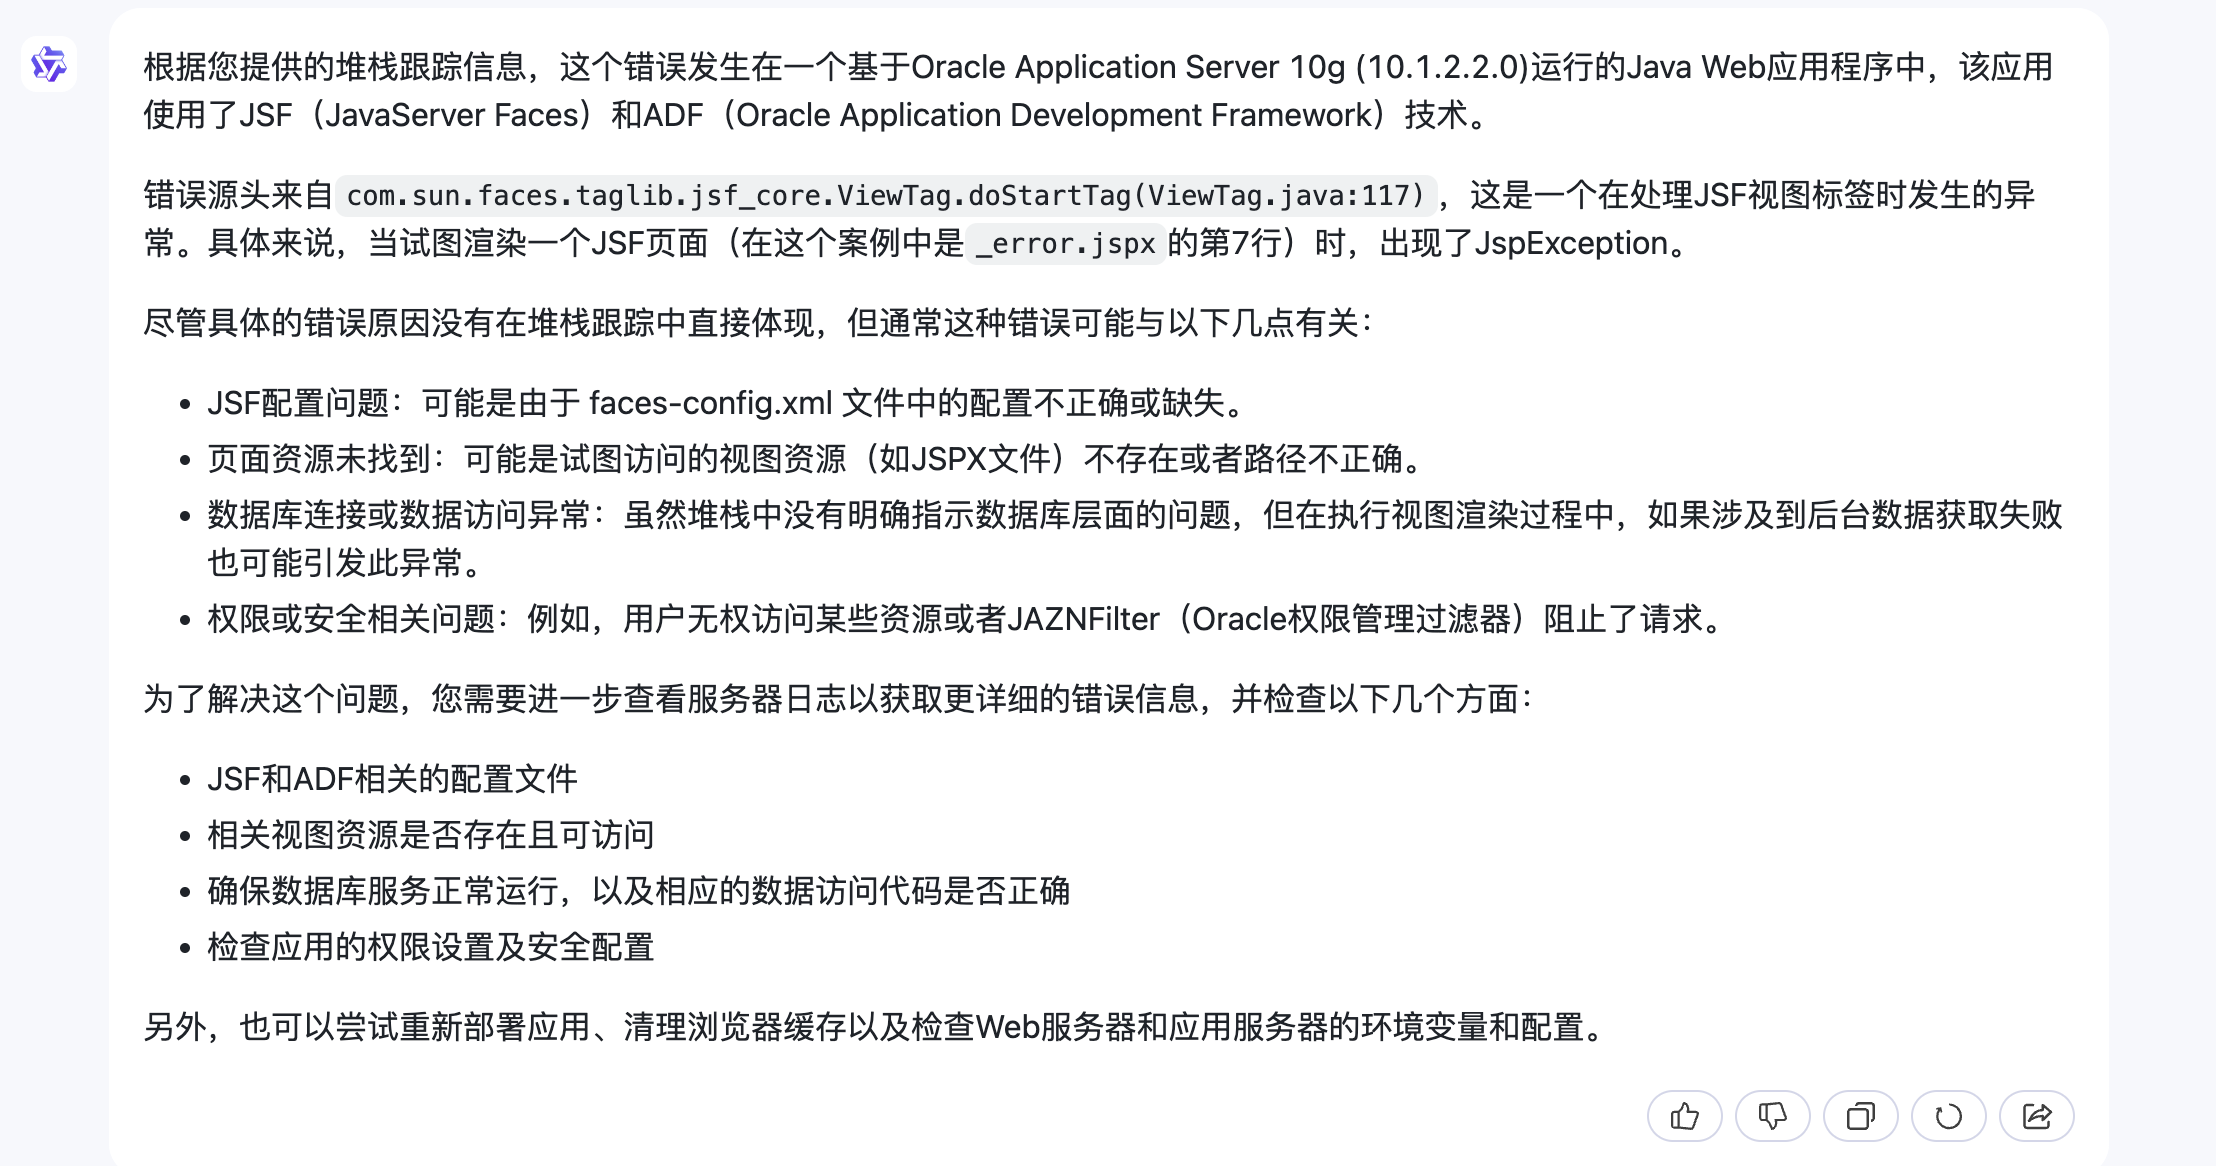 根据您提供的堆栈跟踪信息，这个错误发生在一个基于Oracle Application Server 10g (10.1.2.2.0)运行的Java Web应用程序中，该应用
使用了JSF（JavaServer Faces）和ADF（Oracle Application Development Framework）技术。
错误源头来自com.sun.faces.taglib.jsf_core.ViewTag.doStartTag(ViewTag.java:117)，这是一个在处理JSF视图标签时发生的异
常。具体来说，当试图渲染一个JSF页面（在这个案例中是_error.jspx的第7行）时，出现了JspException。
尽管具体的错误原因没有在堆栈跟踪中直接体现，但通常这种错误可能与以下几点有关：
• JSF配置问题：可能是由于 faces-config.xml 文件中的配置不正确或缺失。
• 页面资源未找到：可能是试图访问的视图资源（如JSPX文件）不存在或者路径不正确。
• 数据库连接或数据访问异常：虽然堆栈中没有明确指示数据库层面的问题，但在执行视图渲染过程中，如果涉及到后台数据获取失败
也可能引发此异常。
• 权限或安全相关问题：例如，用户无权访问某些资源或者JAZNFilter（Oracle权限管理过滤器）阻止了请求。
为了解决这个问题，您需要进一步查看服务器日志以获取更详细的错误信息，并检查以下几个方面：
• JSF和ADF相关的配置文件
• 相关视图资源是否存在且可访问
• 确保数据库服务正常运行，以及相应的数据访问代码是否正确
• 检查应用的权限设置及安全配置
另外，也可以尝试重新部署应用、清理浏览器缓存以及检查Web服务器和应用服务器的环境变量和配置。